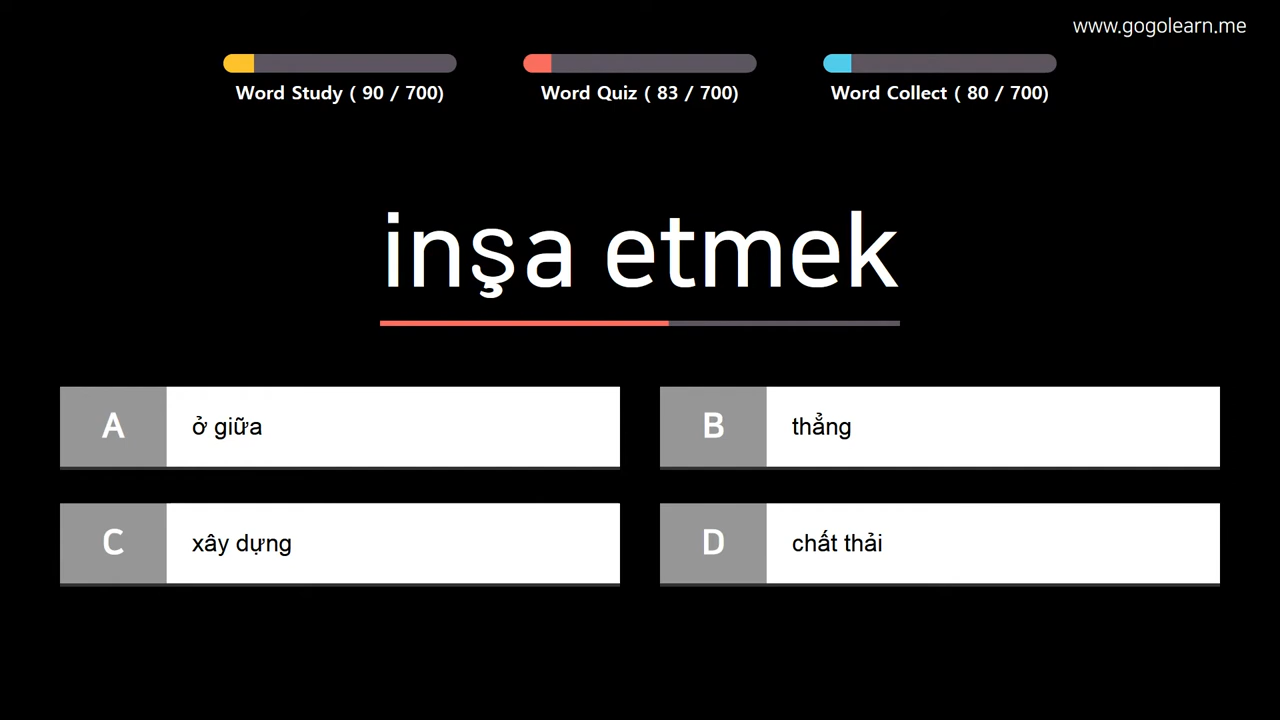 www.gogolearn.me
Word Study ( 90 / 700)
Word Quiz ( 83 / 700)
Word Collect ( 80 / 700)
inşa etmek
A ở giữa
B thẳng
C xây dựng
D chất thải